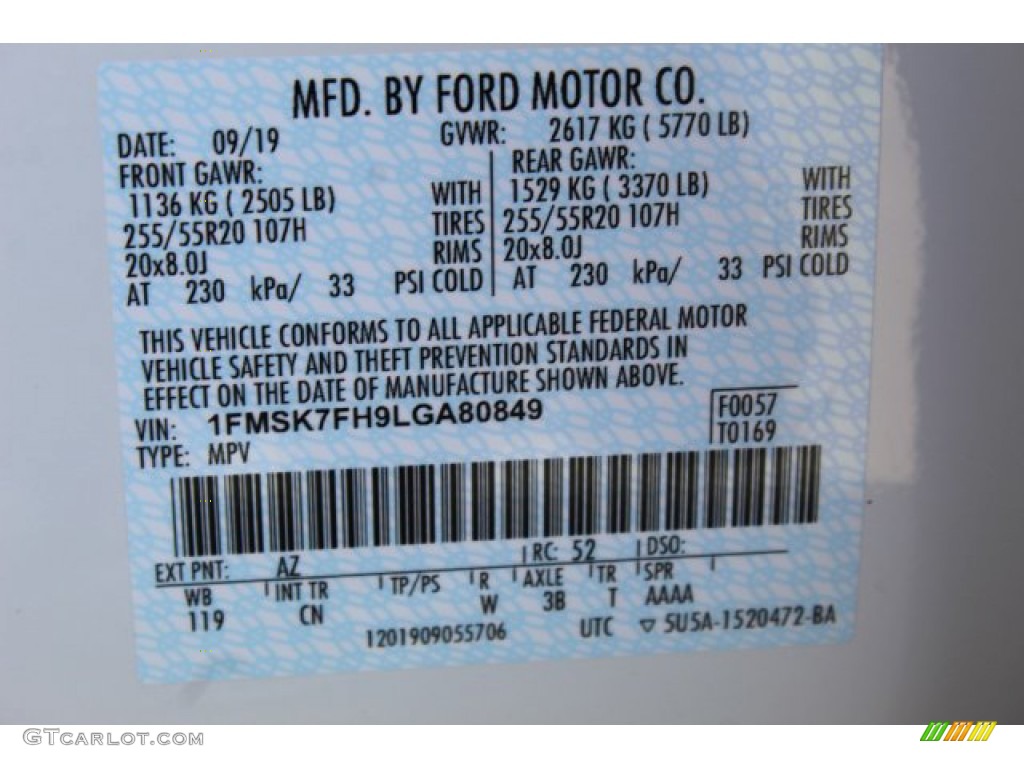 MFD. BY FORD MOTOR CO.
DATE: 09/19 GVWR: 2617 KG ( 5770 LB)
FRONT GAWR: REAR GAWR:
1136 KG ( 2505 LB) WITH 1529 KG ( 3370 LB) WITH
255/55R20 107H TIRES 255/55R20 107H TIRES
20x8.0J RIMS 20x8.0J RIMS
AT 230 kPa/ 33 PSI COLD AT 230 kPa/ 33 PSI COLD
THIS VEHICLE CONFORMS TO ALL APPLICABLE FEDERAL MOTOR
VEHICLE SAFETY AND THEFT PREVENTION STANDARDS IN
EFFECT ON THE DATE OF MANUFACTURE SHOWN ABOVE.
VIN: 1FMSK7FH9LGA80849 F0057
TYPE: MPV T0169
EXT PNT: AZ RC: 52 DSO:
WB INT TR TP/PS R AXLE TR SPR
119 CN W 3B T AAAA
1201909055706 UTC ▽ 5U5A-1520472-BA
GTCARLOT.COM